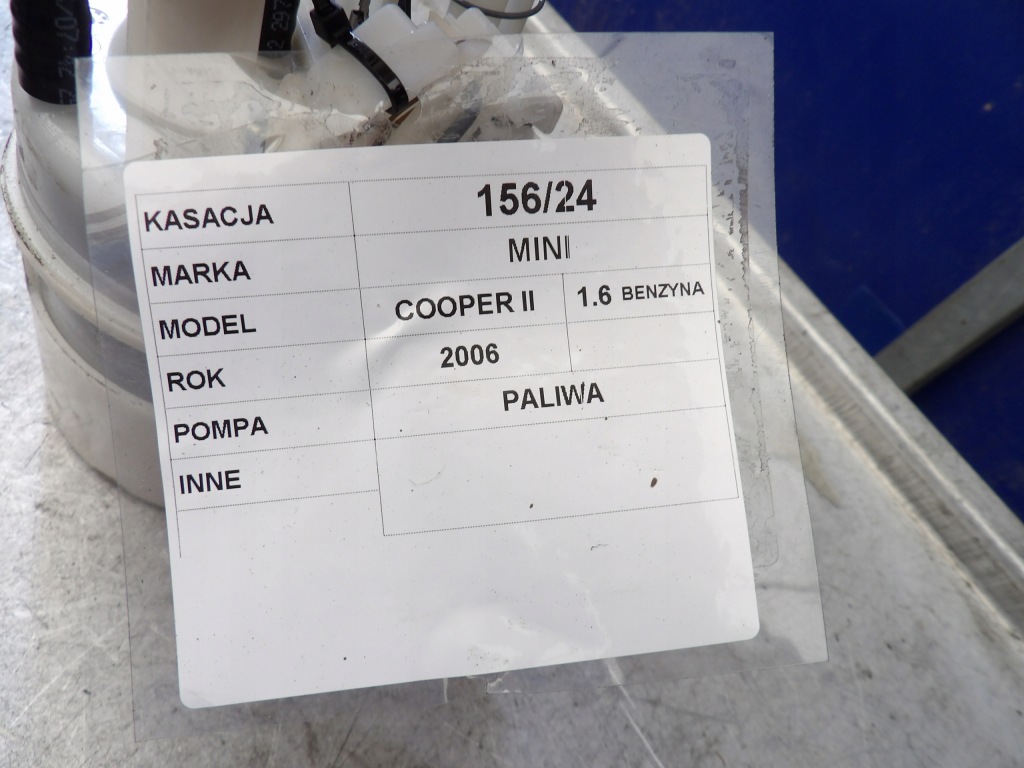 KASACJA 156/24
MARKA MINI
MODEL COOPER II 1.6 BENZYNA
ROK 2006
POMPA PALIWA
INNE